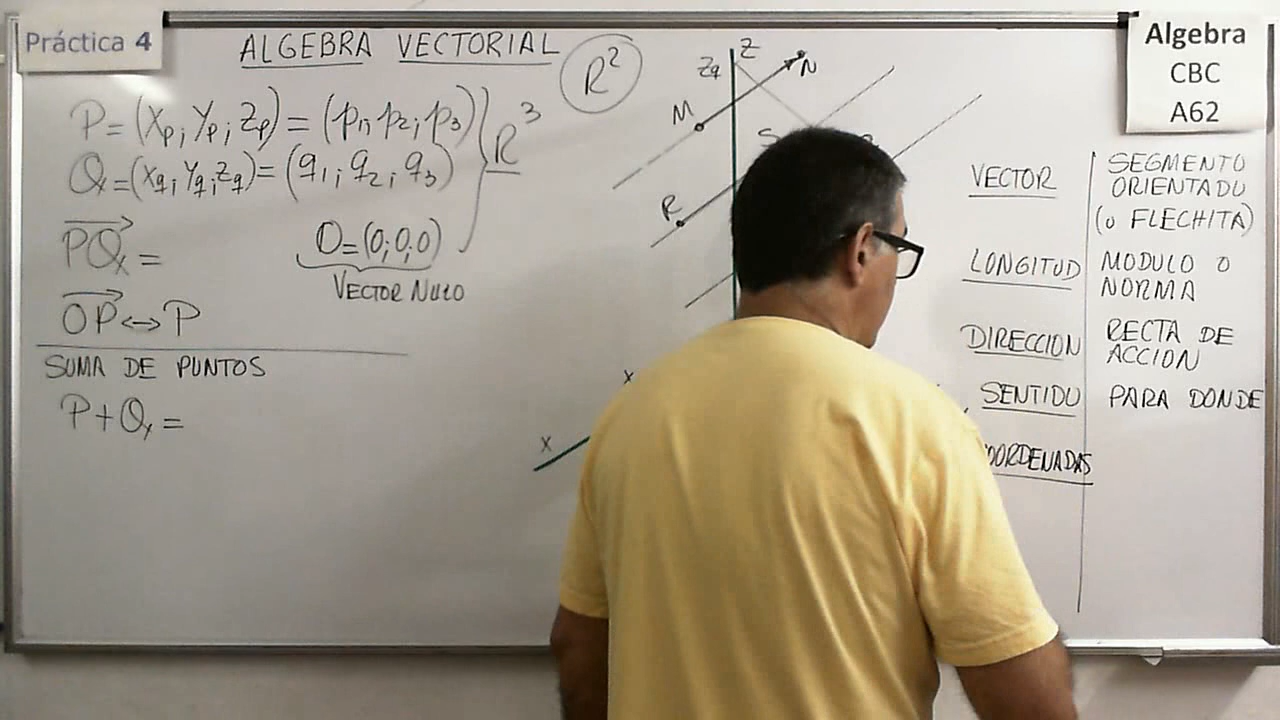 Práctica 4
ALGEBRA VECTORIAL
R²
P=(Xp; Yp; Zp)=(p1; p2; p3)
Q=(Xq; Yq; Zq)=(q1; q2; q3)
R³
PQ=
O=(0;0;0)
VECTOR NULO
OP↔P
SUMA DE PUNTOS
P+Q=
Zq
Z
M
N
S
R
X
X
Algebra
CBC
A62
VECTOR
SEGMENTO
ORIENTADO
(o FLECHITA)
LONGITUD
MODULO O
NORMA
DIRECCION
RECTA DE
ACCION
SENTIDO
PARA DONDE
OORDENADAS